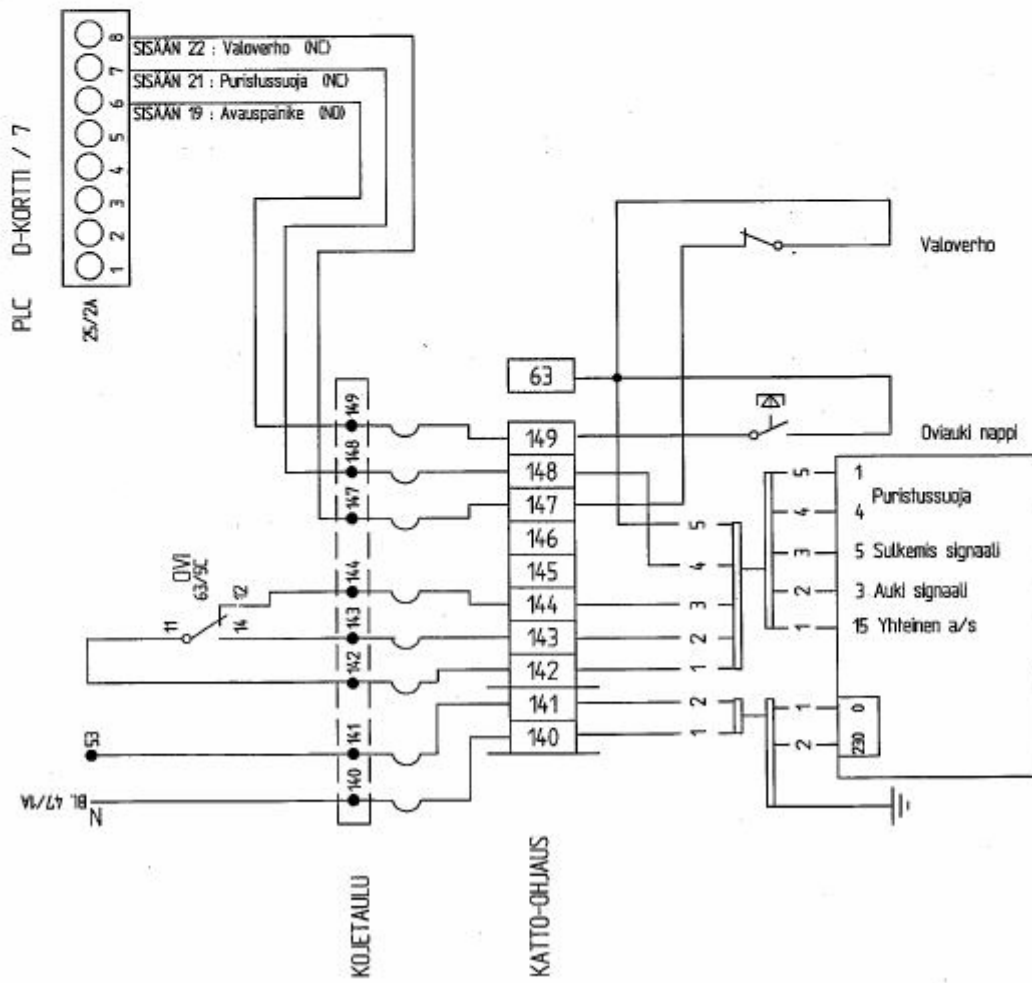 PLC D-KORTTI / 7
25/2A
8
7
6
5
4
3
2
1
SISÄÄN 22 : Valoverho (NC)
SISÄÄN 21 : Puristussuoja (NC)
SISÄÄN 19 : Avauspainike (NO)
Valoverho
63
Oviauki nappi
149
148
147
144
143
142
141
140
149
148
147
146
145
144
143
142
141
140
OVI
63/9C
11
12
14
53
BL 47/1A
N
5
4
3
2
1
2
1
5
4
3
2
1
1
2
1
Puristussuoja
4
5 Sulkemis signaali
3 Auki signaali
15 Yhteinen a/s
0
230
KOJETAULU
KATTO-OHJAUS